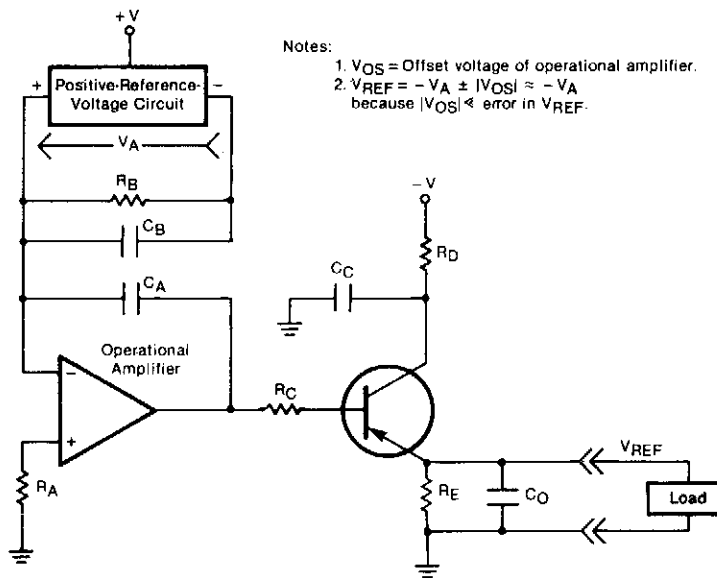 +V
Notes:
1. VOS = Offset voltage of operational amplifier.
2. VREF = – VA ± |VOS| ≈ – VA
because |VOS| ≪ error in VREF.
+ Positive-Reference- –
Voltage Circuit
VA
RB
CB
–V
RD
CC
CA
Operational
Amplifier
–
RC
+
VREF
RA
RE
CO
Load